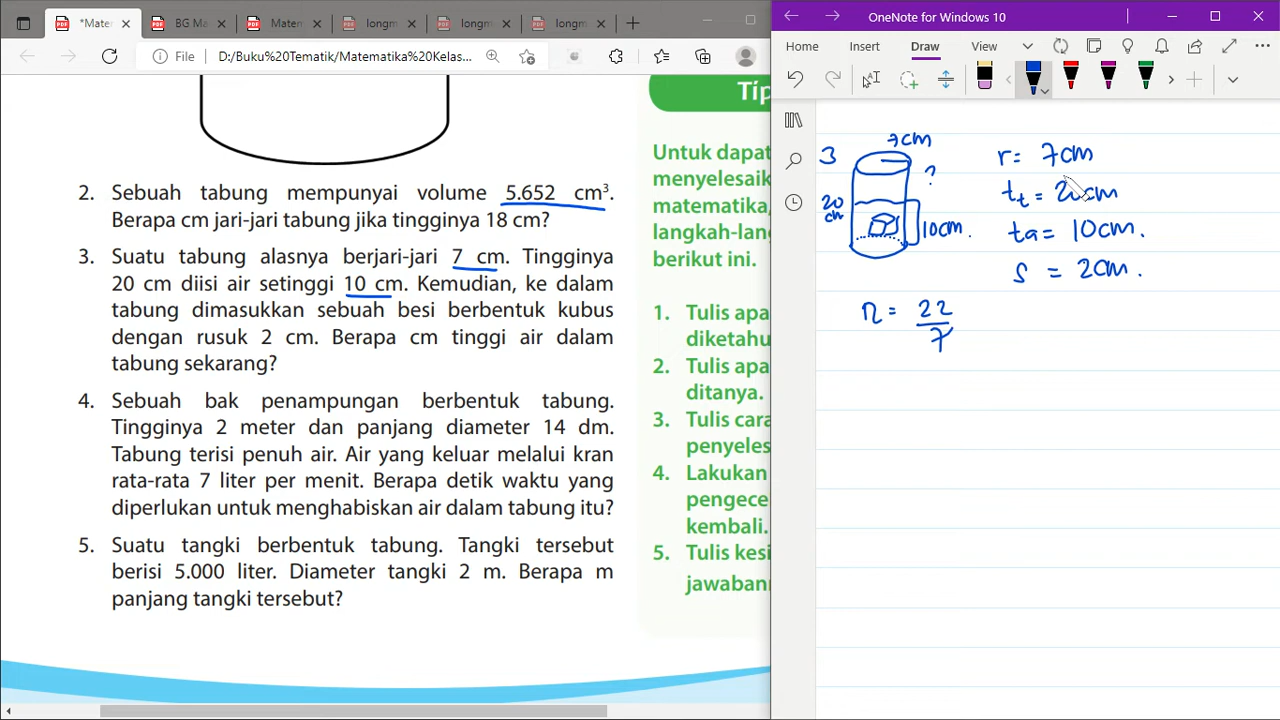 *Mater
BG Ma
Matem
longm
longm
longm
File
D:/Buku%20Tematik/Matematika%20Kelas...
OneNote for Windows 10
Home
Insert
Draw
View
Tip
Untuk dapat
menyelesaik
matematika,
langkah-lang
berikut ini.
1. Tulis apa
diketahu
2. Tulis apa
ditanya.
3. Tulis cara
penyeles
4. Lakukan
pengece
kembali.
5. Tulis kesi
jawabann
2. Sebuah tabung mempunyai volume 5.652 cm³.
Berapa cm jari-jari tabung jika tingginya 18 cm?
3. Suatu tabung alasnya berjari-jari 7 cm. Tingginya
20 cm diisi air setinggi 10 cm. Kemudian, ke dalam
tabung dimasukkan sebuah besi berbentuk kubus
dengan rusuk 2 cm. Berapa cm tinggi air dalam
tabung sekarang?
4. Sebuah bak penampungan berbentuk tabung.
Tingginya 2 meter dan panjang diameter 14 dm.
Tabung terisi penuh air. Air yang keluar melalui kran
rata-rata 7 liter per menit. Berapa detik waktu yang
diperlukan untuk menghabiskan air dalam tabung itu?
5. Suatu tangki berbentuk tabung. Tangki tersebut
berisi 5.000 liter. Diameter tangki 2 m. Berapa m
panjang tangki tersebut?
3
7cm
?
20
cm
10cm.
r = 7cm
tt = 20cm
ta = 10cm.
s = 2cm.
π = 22
7